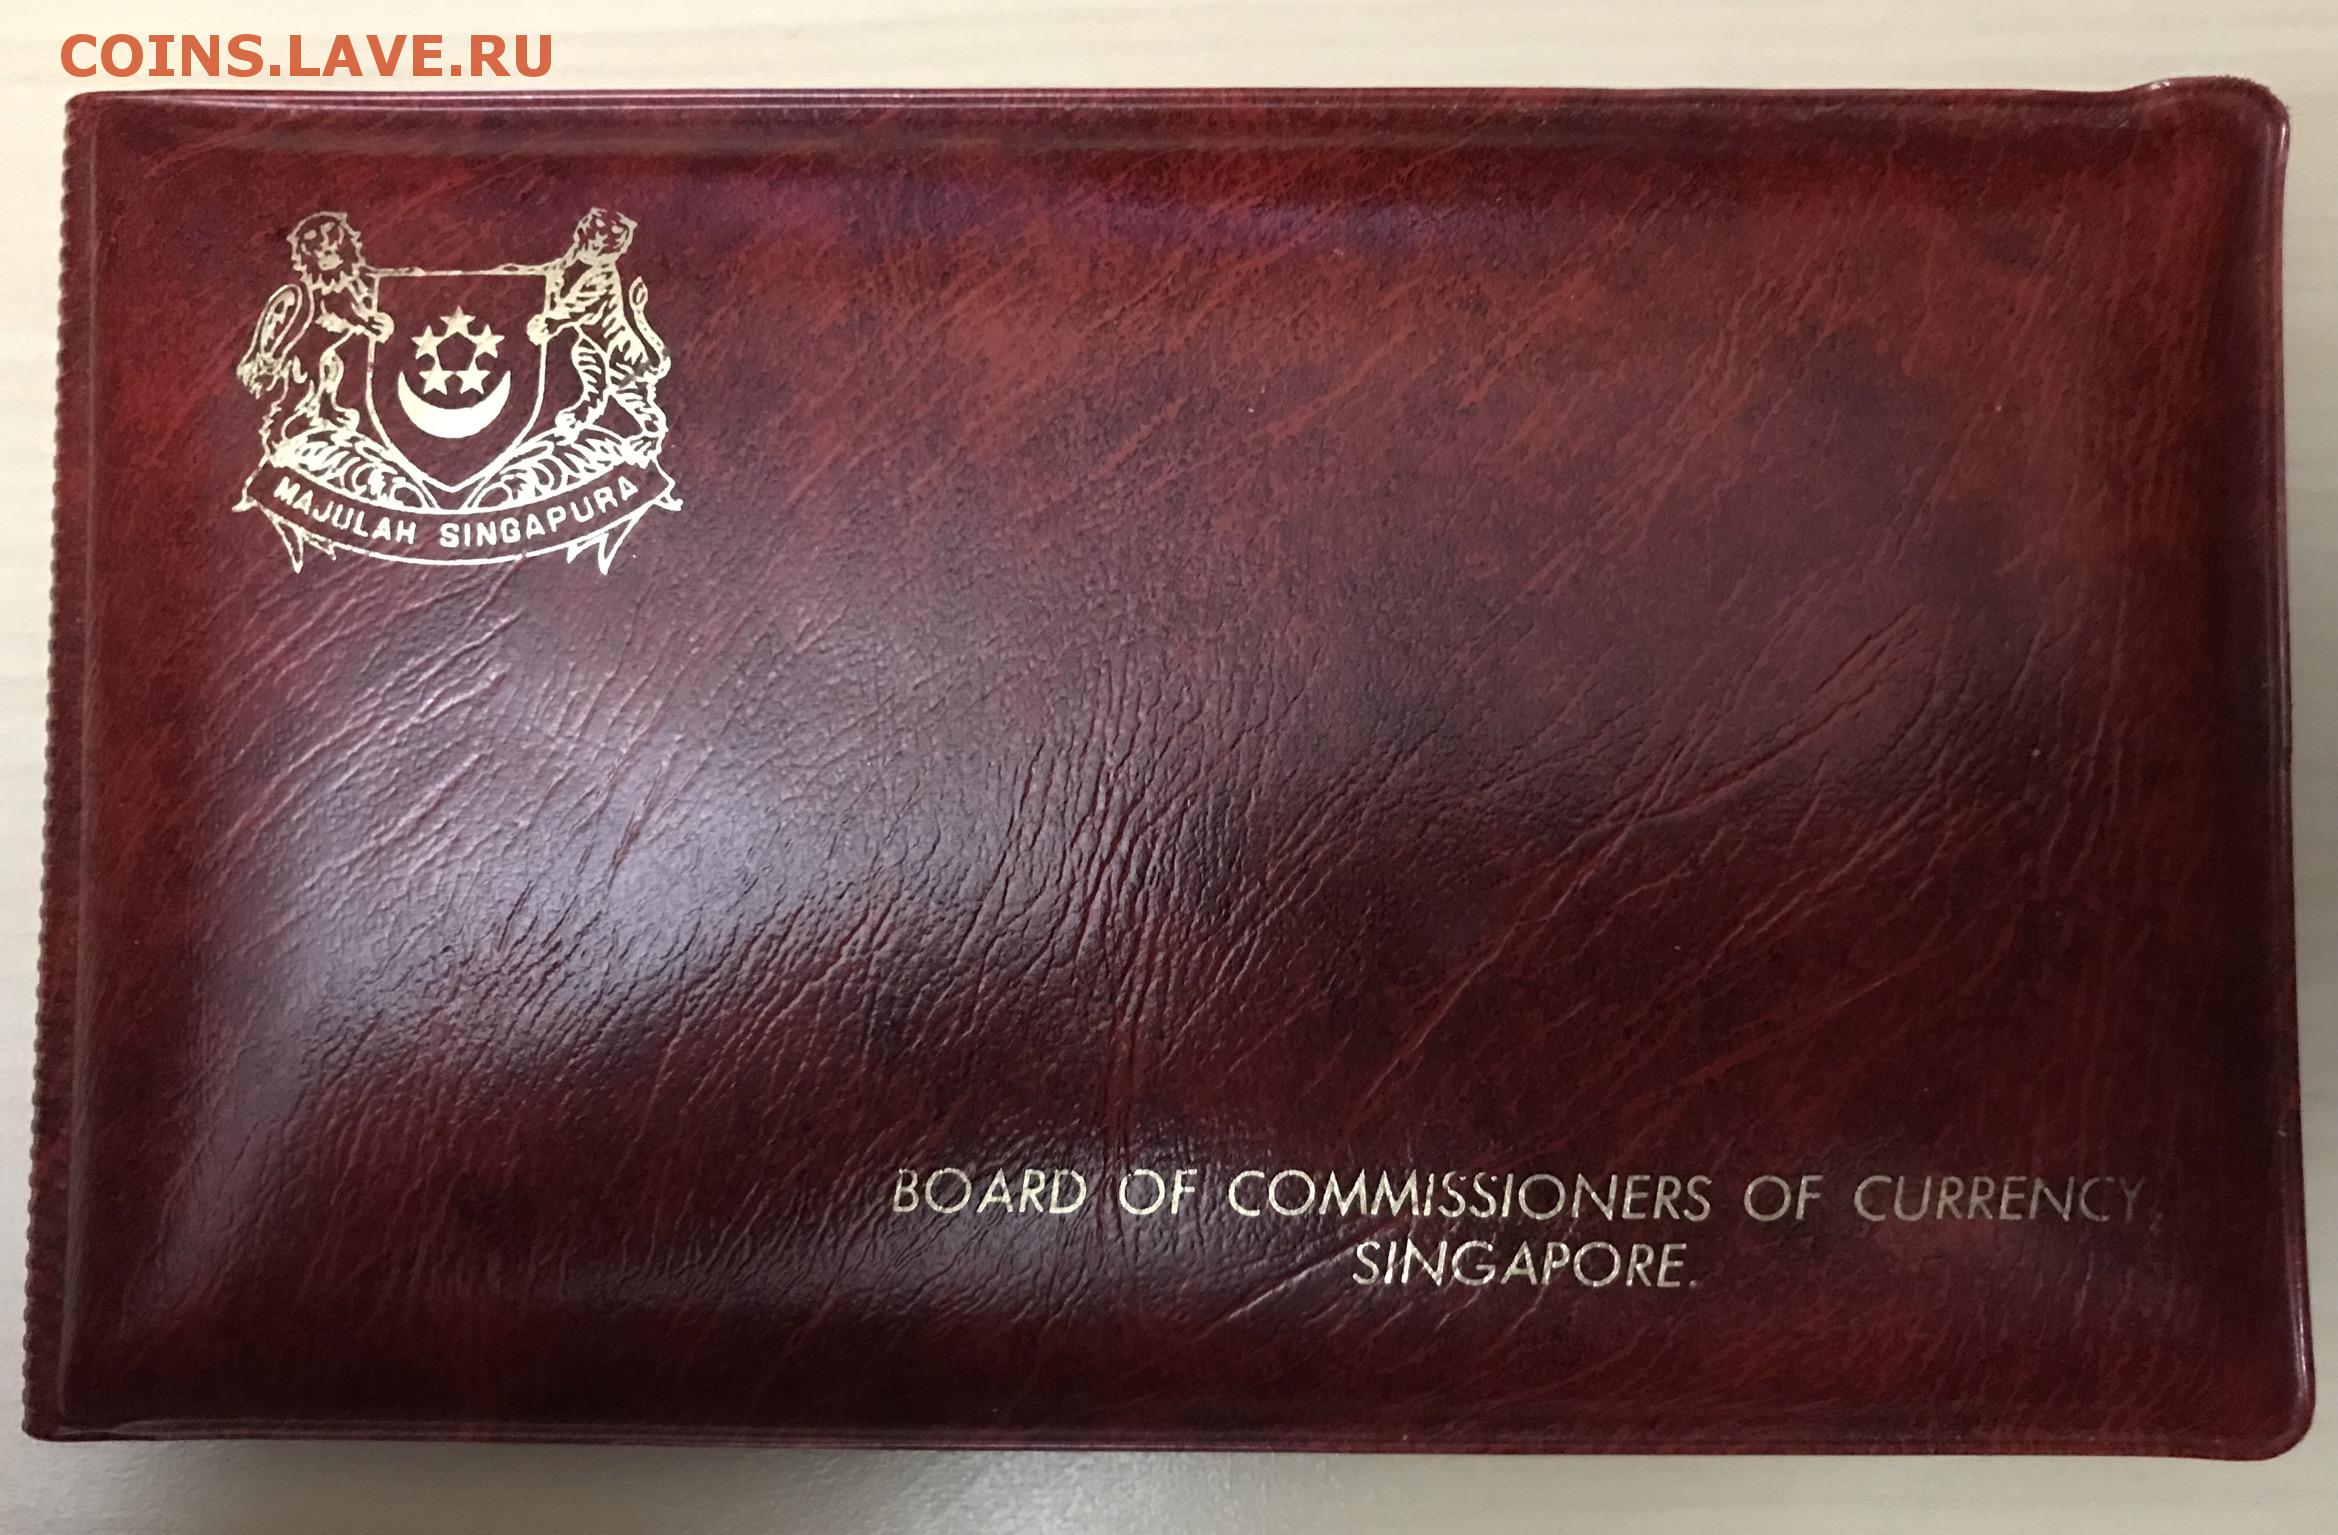 COINS.LAVE.RU
MAJULAH SINGAPURA
BOARD OF COMMISSIONERS OF CURRENCY,
SINGAPORE.